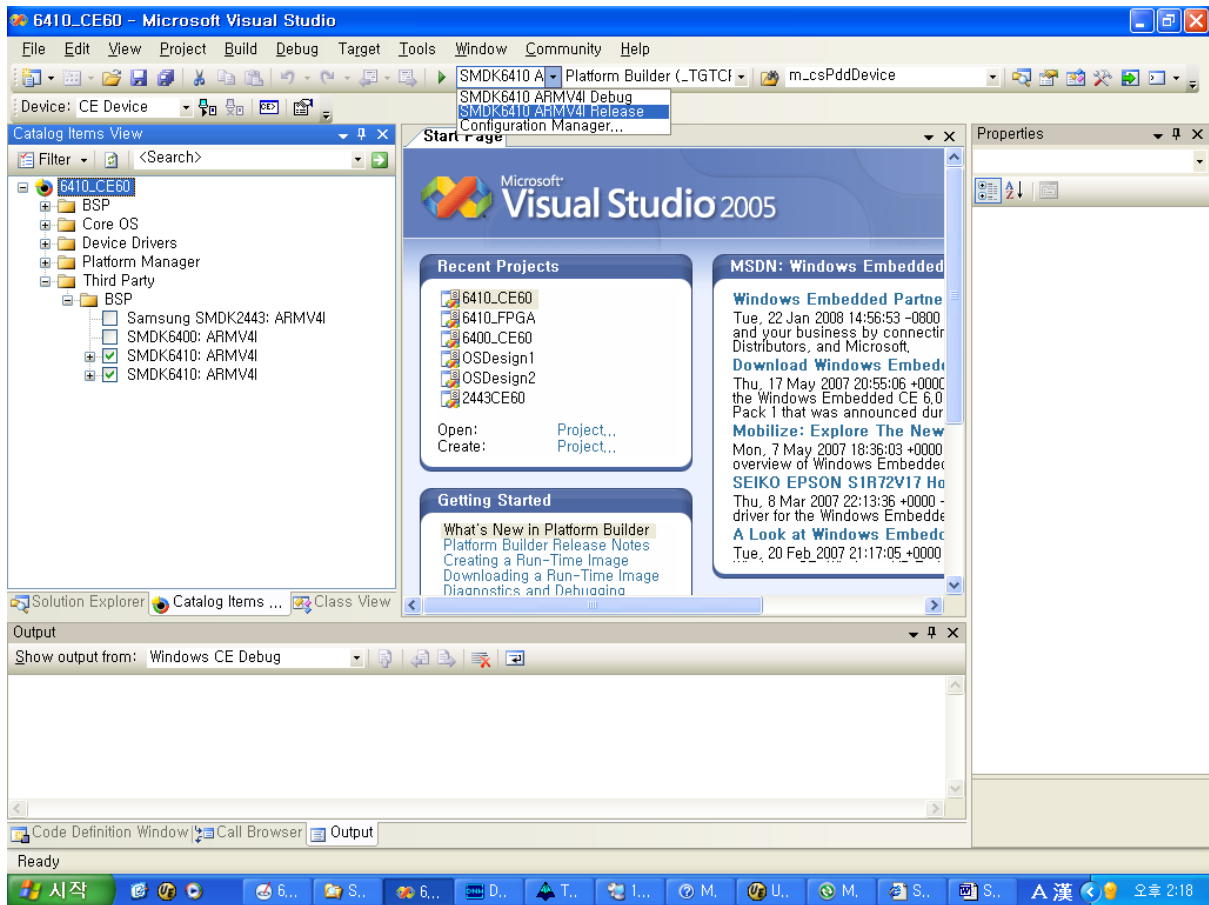 6410_CE60 - Microsoft Visual Studio
File Edit View Project Build Debug Target Tools Window Community Help
SMDK6410 A Platform Builder (_TGTCF m_csPddDevice
SMDK6410 ARMV4I Debug
SMDK6410 ARMV4I Release
Configuration Manager...
Device: CE Device
Catalog Items View
Filter <Search>
6410_CE60
BSP
Core OS
Device Drivers
Platform Manager
Third Party
BSP
Samsung SMDK2443: ARMV4I
SMDK6400: ARMV4I
SMDK6410: ARMV4I
SMDK6410: ARMV4I
Solution Explorer Catalog Items ... Class View
Start Page
Microsoft
Visual Studio 2005
Recent Projects
6410_CE60
6410_FPGA
6400_CE60
OSDesign1
OSDesign2
2443CE60
Open: Project...
Create: Project...
Getting Started
What's New in Platform Builder
Platform Builder Release Notes
Creating a Run-Time Image
Downloading a Run-Time Image
Diagnostics and Debugging
MSDN: Windows Embedded
Windows Embedded Partne
Tue, 22 Jan 2008 14:56:53 -0800
and your business by connectin
Distributors, and Microsoft.
Download Windows Embed
Thu, 17 May 2007 20:55:06 +0000
the Windows Embedded CE 6.0
Pack 1 that was announced dur
Mobilize: Explore The New
Mon, 7 May 2007 18:36:03 +0000
overview of Windows Embedded
SEIKO EPSON S1R72V17 Ho
Thu, 8 Mar 2007 22:13:36 +0000 -
driver for the Windows Embedde
A Look at Windows Embedd
Tue, 20 Feb 2007 21:17:05 +0000
Properties
Output
Show output from: Windows CE Debug
Code Definition Window Call Browser Output
Ready
시작 6... S... 6... D... T... 1... M... U... M... S... S... A 漢 오후 2:18